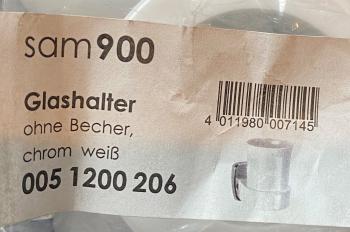 sam900
Glashalter
ohne Becher,
chrom weiß
005 1200 206
4 011980 007145